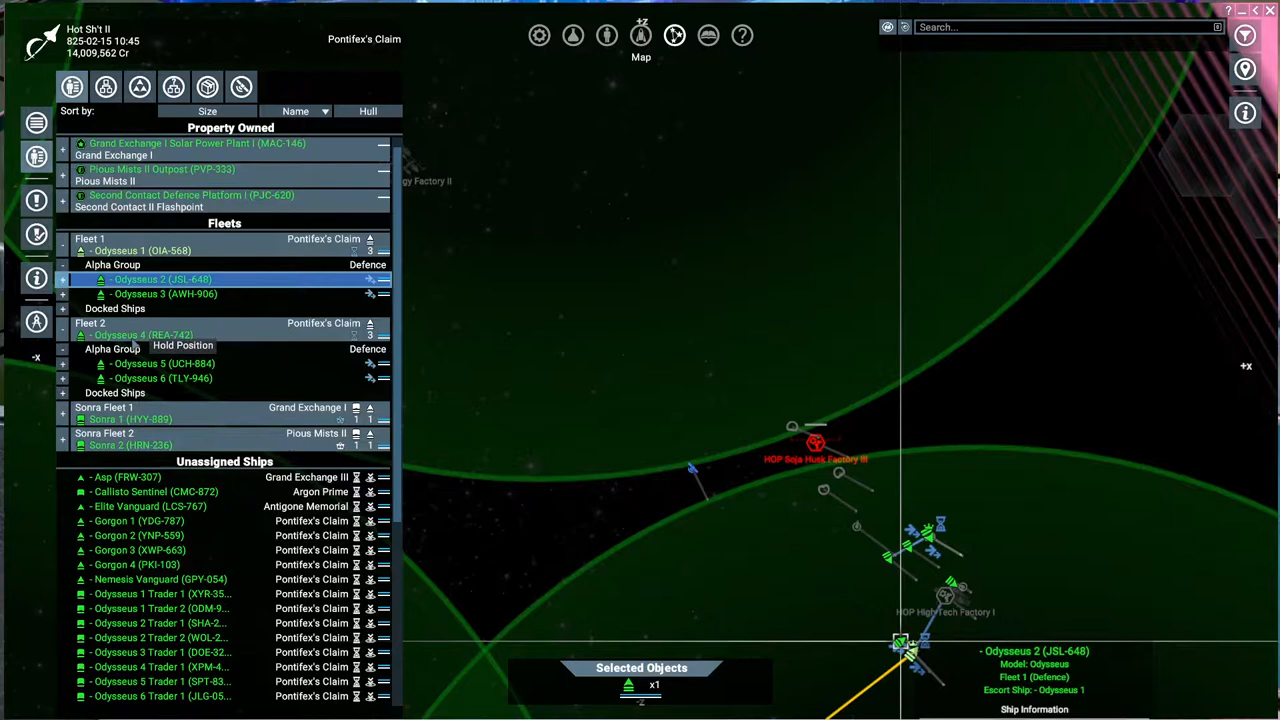 Hot Sh't II
825-02-15 10:45
14,009,562 Cr
Pontifex's Claim
+z
Map
Search...
Sort by:
Size
Name
Hull
Property Owned
Grand Exchange I Solar Power Plant I (MAC-146)
Grand Exchange I
Pious Mists II Outpost (PVP-333)
Pious Mists II
Second Contact Defence Platform I (PJC-620)
Second Contact II Flashpoint
Fleets
Fleet 1 Pontifex's Claim
- Odysseus 1 (OIA-568) 3
Alpha Group Defence
- Odysseus 2 (JSL-648)
- Odysseus 3 (AWH-906)
Docked Ships
Fleet 2 Pontifex's Claim
- Odysseus 4 (REA-742) 3
Hold Position
Alpha Group Defence
- Odysseus 5 (UCH-884)
- Odysseus 6 (TLY-946)
Docked Ships
Sonra Fleet 1 Grand Exchange I
Sonra 1 (HYY-889) 1 1
Sonra Fleet 2 Pious Mists II
Sonra 2 (HRN-236) 1 1
Unassigned Ships
- Asp (FRW-307) Grand Exchange III
- Callisto Sentinel (CMC-872) Argon Prime
- Elite Vanguard (LCS-767) Antigone Memorial
- Gorgon 1 (YDG-787) Pontifex's Claim
- Gorgon 2 (YNP-559) Pontifex's Claim
- Gorgon 3 (XWP-663) Pontifex's Claim
- Gorgon 4 (PKI-103) Pontifex's Claim
- Nemesis Vanguard (GPY-054) Pontifex's Claim
- Odysseus 1 Trader 1 (XYR-35... Pontifex's Claim
- Odysseus 1 Trader 2 (ODM-9... Pontifex's Claim
- Odysseus 2 Trader 1 (SHA-2... Pontifex's Claim
- Odysseus 2 Trader 2 (WOL-2... Pontifex's Claim
- Odysseus 3 Trader 1 (DOE-32... Pontifex's Claim
- Odysseus 4 Trader 1 (XPM-4... Pontifex's Claim
- Odysseus 5 Trader 1 (SPT-83... Pontifex's Claim
- Odysseus 6 Trader 1 (JLG-05... Pontifex's Claim
-x
+x
gy Factory II
HOP Soja Husk Factory III
HOP High Tech Factory I
Selected Objects
x1
-z
- Odysseus 2 (JSL-648)
Model: Odysseus
Fleet 1 (Defence)
Escort Ship: - Odysseus 1
Ship Information